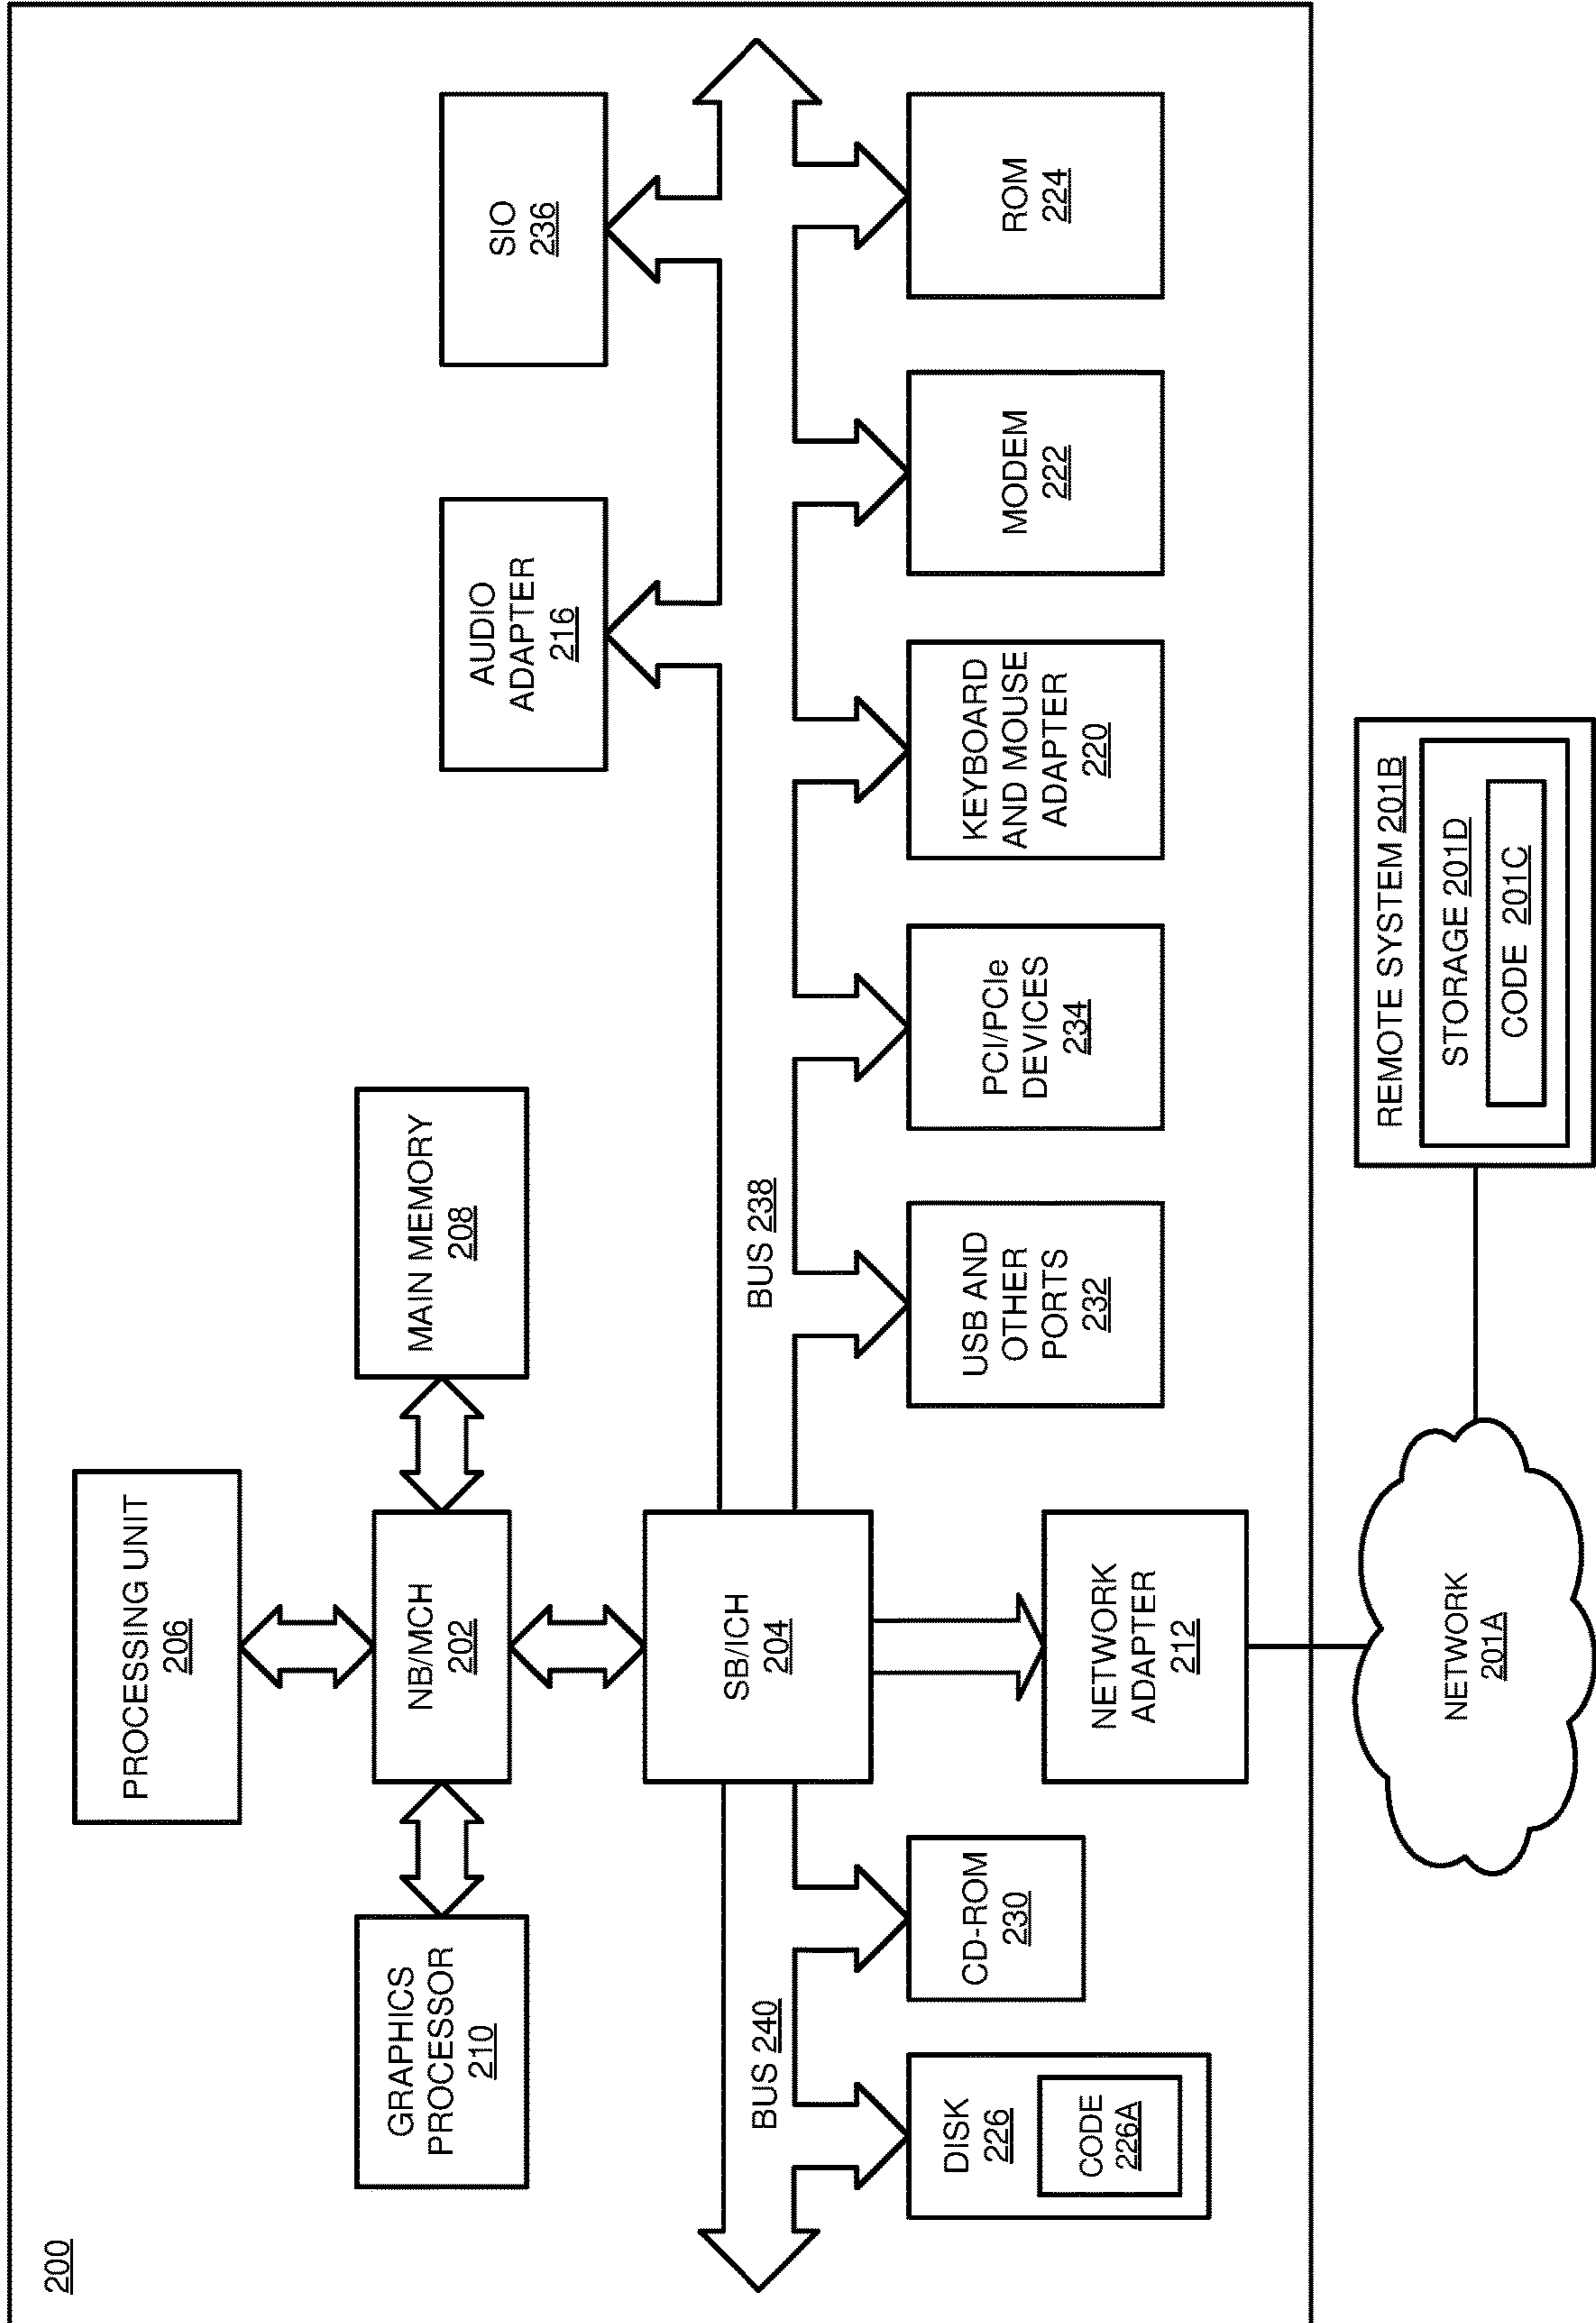 200
PROCESSING UNIT
206
GRAPHICS
PROCESSOR
210
NB/MCH
202
MAIN MEMORY
208
AUDIO
ADAPTER
216
SIO
236
SB/ICH
204
BUS 240
BUS 238
DISK
226
CODE
226A
CD-ROM
230
NETWORK
ADAPTER
212
USB AND
OTHER
PORTS
232
PCI/PCIe
DEVICES
234
KEYBOARD
AND MOUSE
ADAPTER
220
MODEM
222
ROM
224
NETWORK
201A
REMOTE SYSTEM 201B
STORAGE 201D
CODE 201C